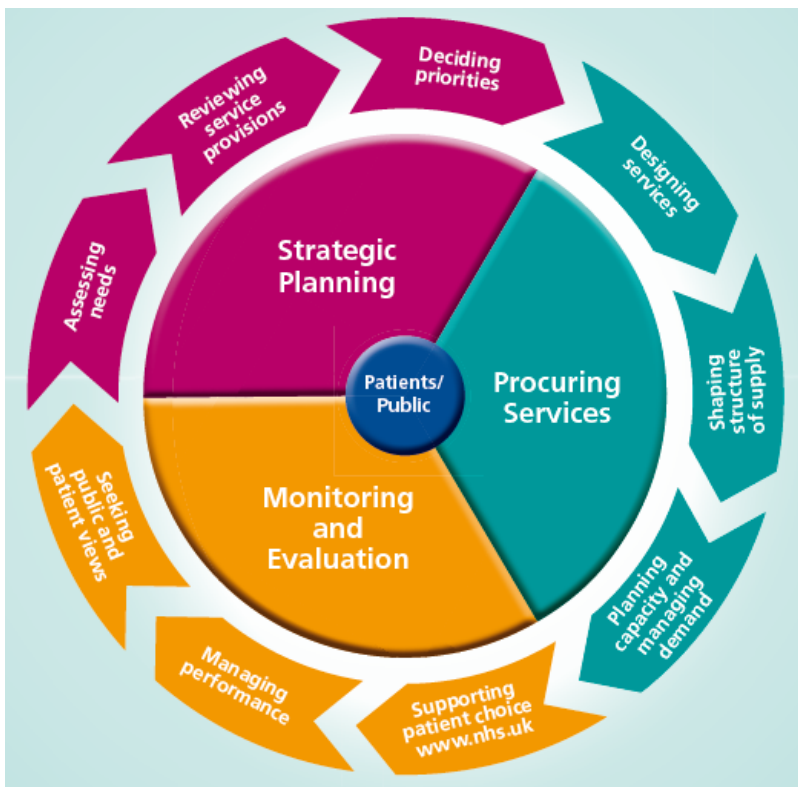 Deciding
priorities
Designing
services
Shaping
structure
of supply
Planning
capacity and
managing
demand
Supporting
patient choice
www.nhs.uk
Managing
performance
Seeking
public and
patient views
Assessing
needs
Reviewing
service
provisions
Strategic
Planning
Procuring
Services
Monitoring
and
Evaluation
Patients/
Public